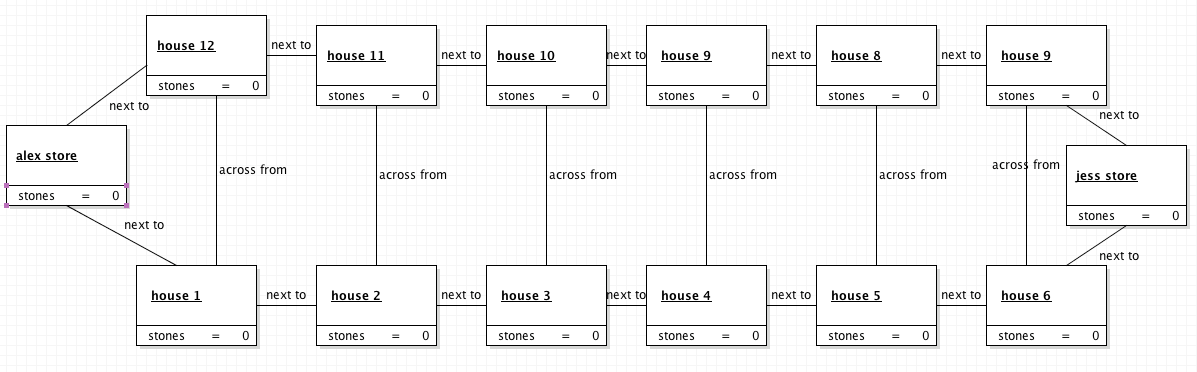 house 12
stones = 0
next to
house 11
stones = 0
next to
house 10
stones = 0
next to
house 9
stones = 0
next to
house 8
stones = 0
next to
house 9
stones = 0
next to
next to
alex store
stones = 0
across from
across from
across from
across from
across from
across from
jess store
stones = 0
next to
next to
house 1
stones = 0
next to
house 2
stones = 0
next to
house 3
stones = 0
next to
house 4
stones = 0
next to
house 5
stones = 0
next to
house 6
stones = 0